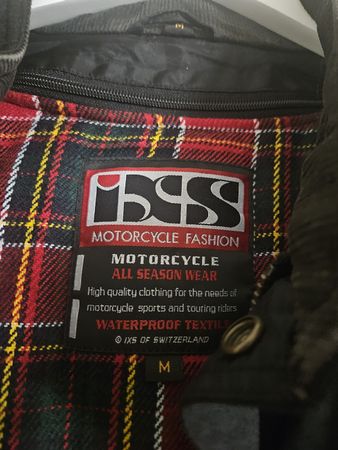 M
iXS
MOTORCYCLE FASHION
MOTORCYCLE
ALL SEASON WEAR
High quality clothing for the needs of
motorcycle sports and touring riders
WATERPROOF TEXTILE
© IXS OF SWITZERLAND
M